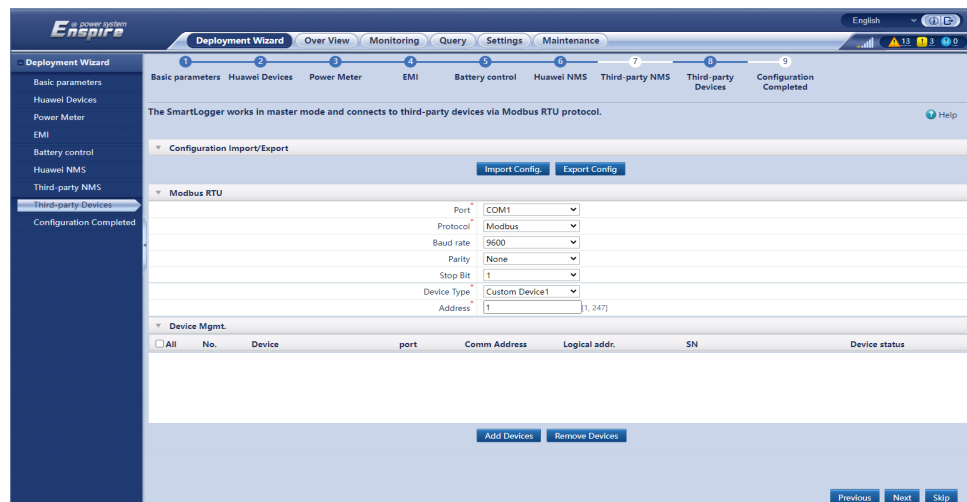 @ power system
Enspire
English
Deployment Wizard Over View Monitoring Query Settings Maintenance
13 3 0
Deployment Wizard
Basic parameters
Huawei Devices
Power Meter
EMI
Battery control
Huawei NMS
Third-party NMS
Third-party Devices
Configuration Completed
1 2 3 4 5 6 7 8 9
Basic parameters Huawei Devices Power Meter EMI Battery control Huawei NMS Third-party NMS Third-party Devices Configuration Completed
The SmartLogger works in master mode and connects to third-party devices via Modbus RTU protocol.
Help
Configuration Import/Export
Import Config. Export Config
Modbus RTU
Port* COM1
Protocol* Modbus
Baud rate 9600
Parity None
Stop Bit 1
Device Type* Custom Device1
Address* 1 [1, 247]
Device Mgmt.
All No. Device port Comm Address Logical addr. SN Device status
Add Devices Remove Devices
Previous Next Skip